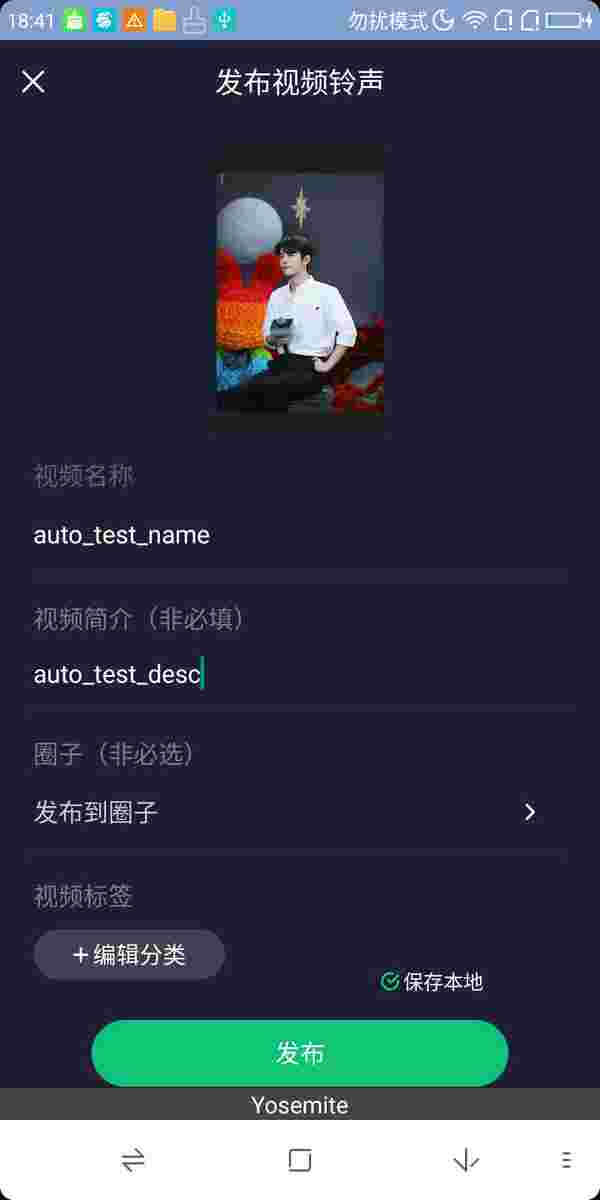 18:41 勿扰模式
发布视频铃声
视频名称
auto_test_name
视频简介（非必填）
auto_test_desc
圈子（非必选）
发布到圈子
视频标签
+编辑分类
保存本地
发布
Yosemite